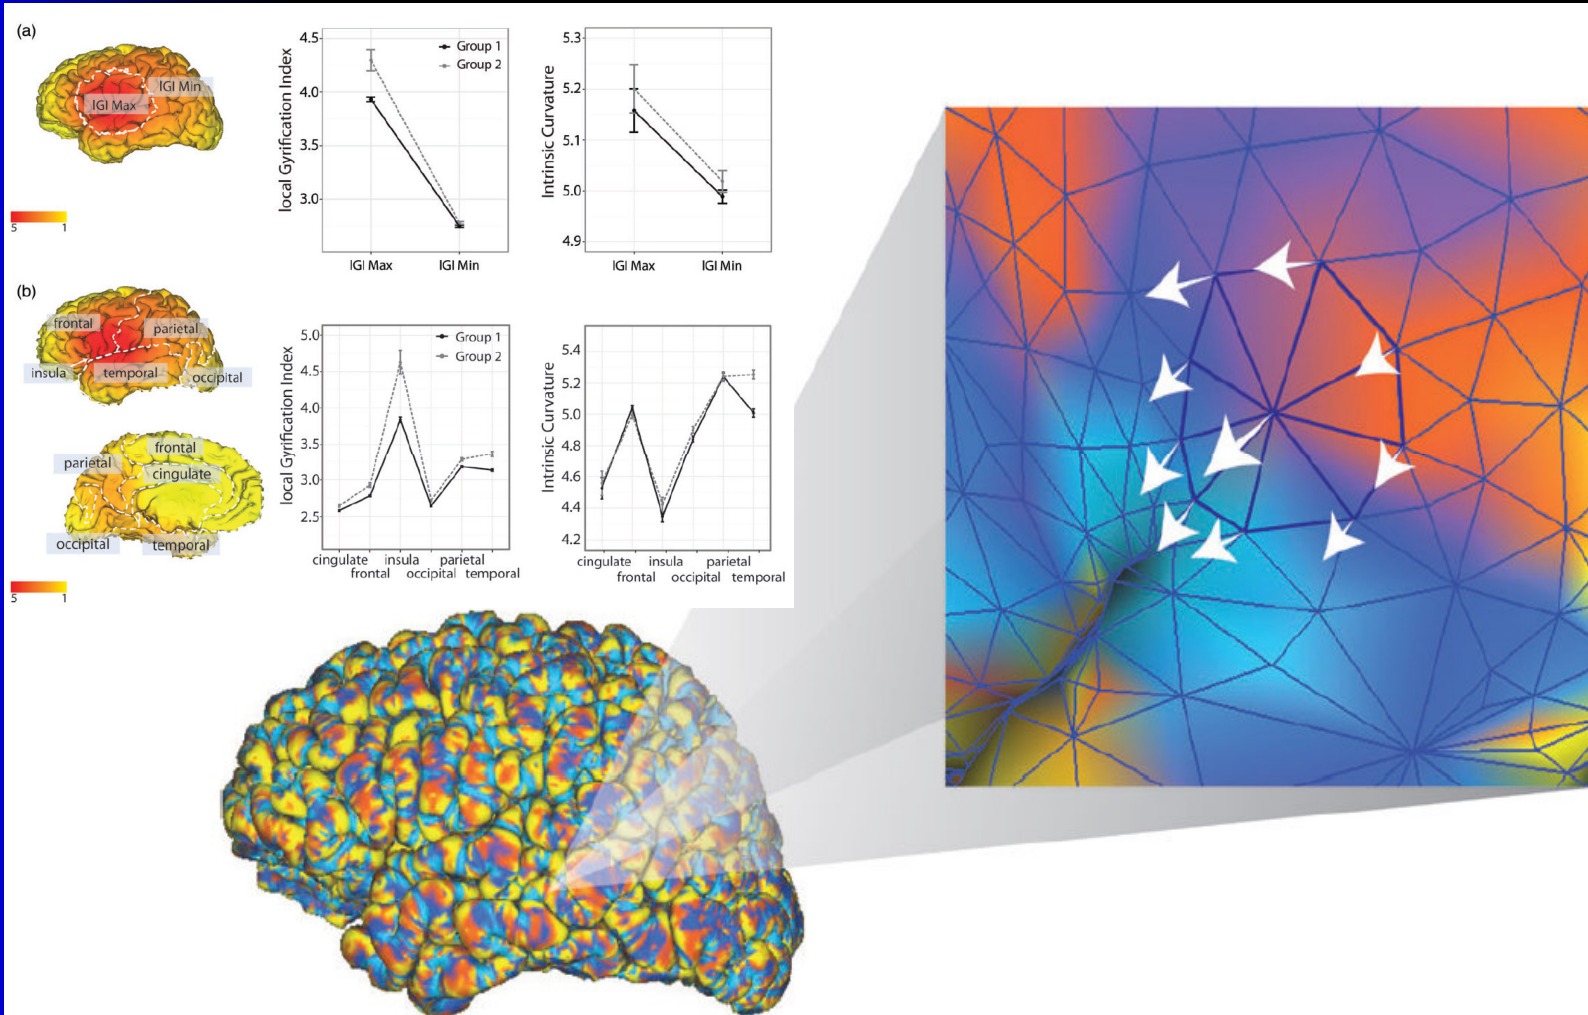 (a)
lGI Max
lGI Min
5 1
local Gyrification Index
4.5
4.0
3.5
3.0
Group 1
Group 2
lGI Max lGI Min
Intrinsic Curvature
5.3
5.2
5.1
5.0
4.9
lGI Max lGI Min
(b)
frontal
parietal
insula
temporal
occipital
frontal
parietal
cingulate
occipital
temporal
5 1
local Gyrification Index
5.0
4.5
4.0
3.5
3.0
2.5
Group 1
Group 2
cingulate insula parietal
frontal occipital temporal
Intrinsic Curvature
5.4
5.2
5.0
4.8
4.6
4.4
4.2
cingulate insula parietal
frontal occipital temporal